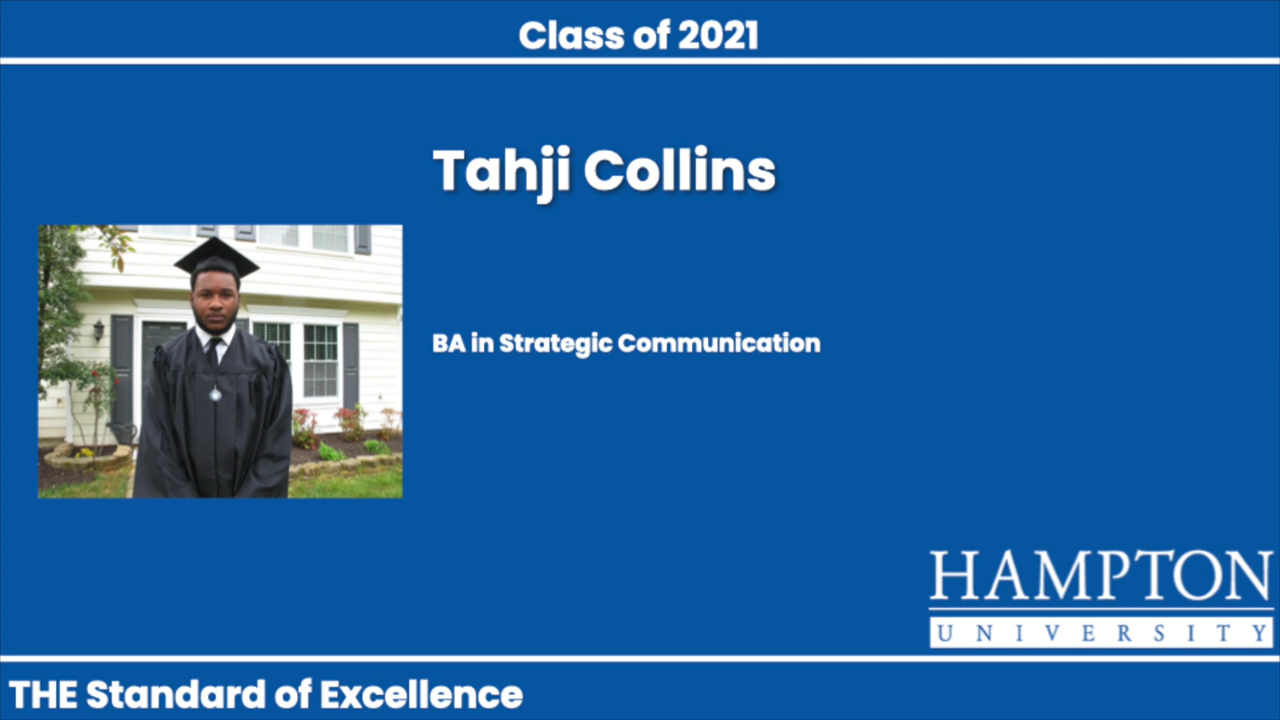 Class of 2021
Tahji Collins
BA in Strategic Communication
HAMPTON
UNIVERSITY
THE Standard of Excellence